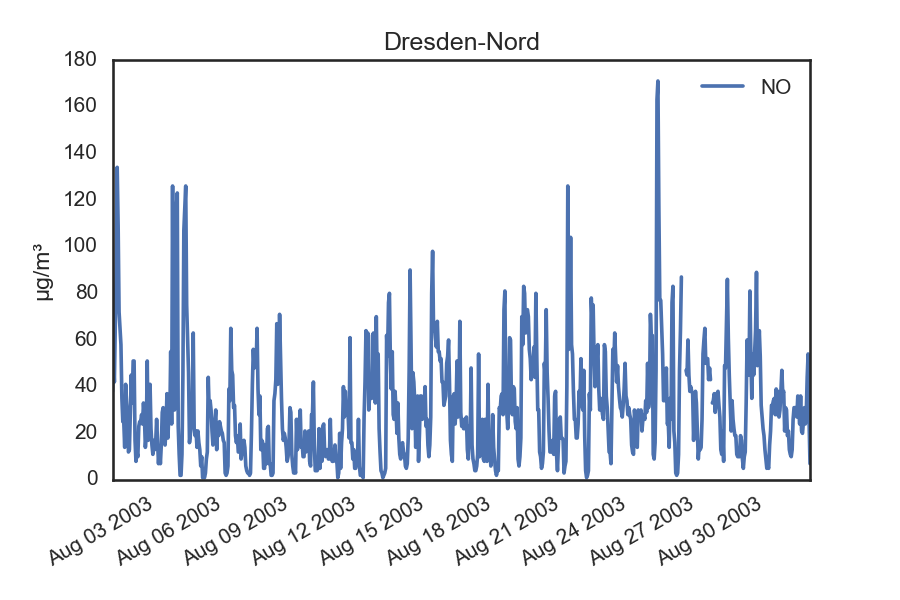 Dresden-Nord
180
160
140
120
100
80
60
40
20
0
µg/m³
NO
Aug 03 2003
Aug 06 2003
Aug 09 2003
Aug 12 2003
Aug 15 2003
Aug 18 2003
Aug 21 2003
Aug 24 2003
Aug 27 2003
Aug 30 2003